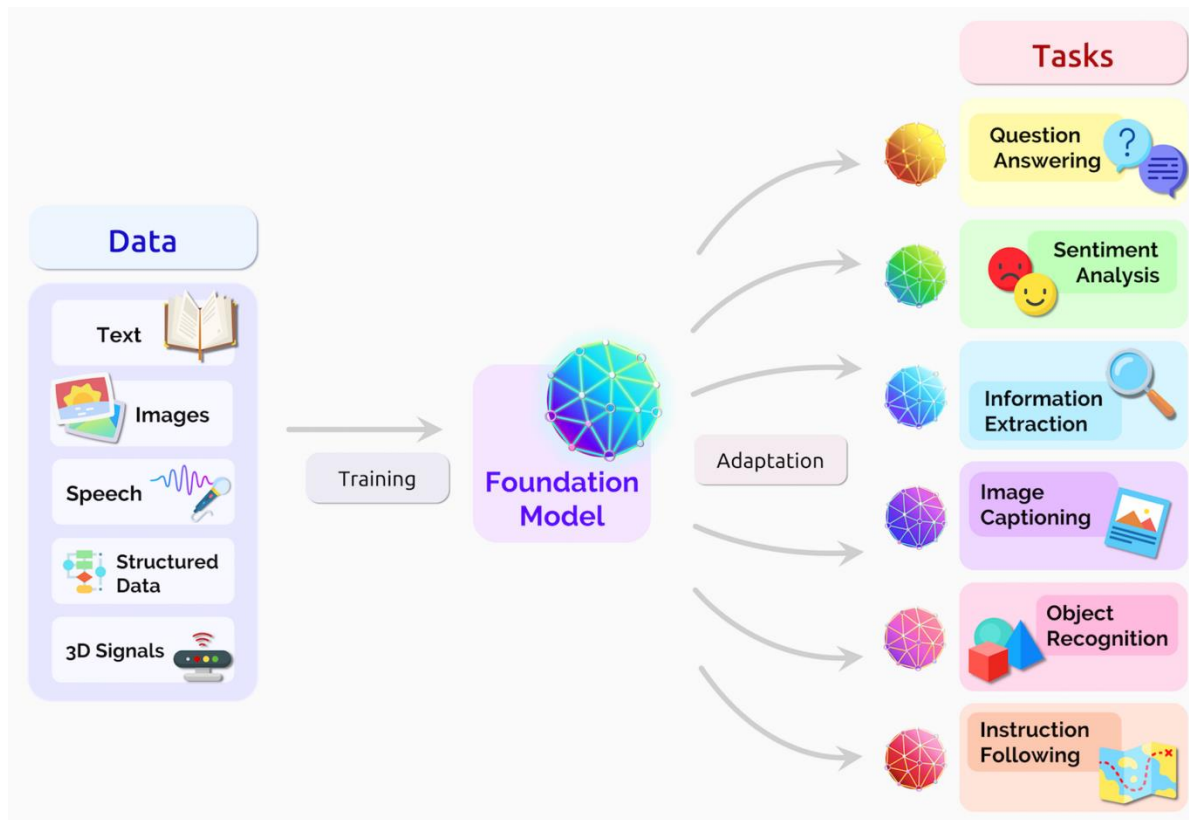 Data
Text
Images
Speech
Structured
Data
3D Signals
Training
Foundation
Model
Adaptation
Tasks
Question
Answering
?
Sentiment
Analysis
Information
Extraction
Image
Captioning
Object
Recognition
Instruction
Following